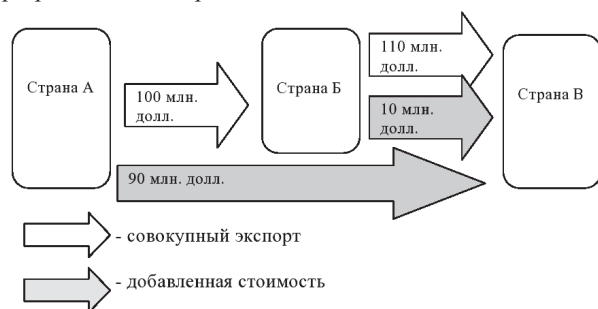 Страна А
100 млн.
долл.
Страна Б
110 млн.
долл.
10 млн.
долл.
Страна В
90 млн. долл.
- совокупный экспорт
- добавленная стоимость